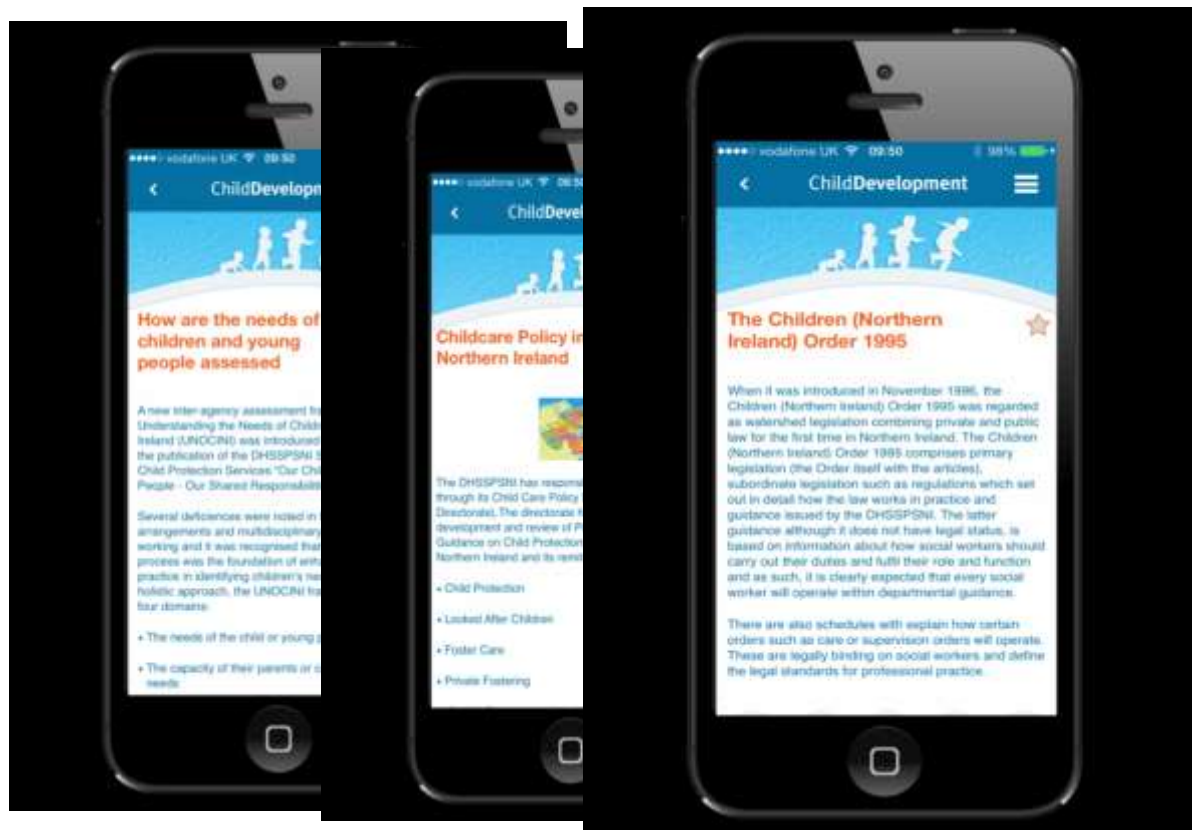 vodafone UK 09:50
ChildDevelopm
How are the needs of
children and young
people assessed
A new inter-agency assessment fra
Understanding the Needs of Childr
Ireland (UNOCINI) was introduced
the publication of the DHSSPSNI S
Child Protection Services "Our Chil
People - Our Shared Responsibilit
Several deficiences were noted in
arrangements and multidisciplinary
working and it was recognised that
process was the foundation of enha
practice in identifying children's nee
holistic approach, the UNOCINI fra
four domains:
• The needs of the child or young p
• The capacity of their parents or c
needs
vodafone UK 09:50
ChildDevel
Childcare Policy in
Northern Ireland
The DHSSPSNI has responsi
through its Child Care Policy
Directorate). The directorate h
development and review of P
Guidance on Child Protection
Northern Ireland and its remit
• Child Protection
• Looked After Children
• Foster Care
• Private Fostering
vodafone UK 09:50 98%
ChildDevelopment
The Children (Northern
Ireland) Order 1995
When it was introduced in November 1996, the
Children (Northern Ireland) Order 1995 was regarded
as watershed legislation combining private and public
law for the first time in Northern Ireland. The Children
(Northern Ireland) Order 1995 comprises primary
legislation (the Order itself with the articles),
subordinate legislation such as regulations which set
out in detail how the law works in practice and
guidance issued by the DHSSPSNI. The latter
guidance although it does not have legal status, is
based on information about how social workers should
carry out their duties and fulfil their role and function
and as such, it is clearly expected that every social
worker will operate within departmental guidance.
There are also schedules with explain how certain
orders such as care or supervision orders will operate.
These are legally binding on social workers and define
the legal standards for professional practice.